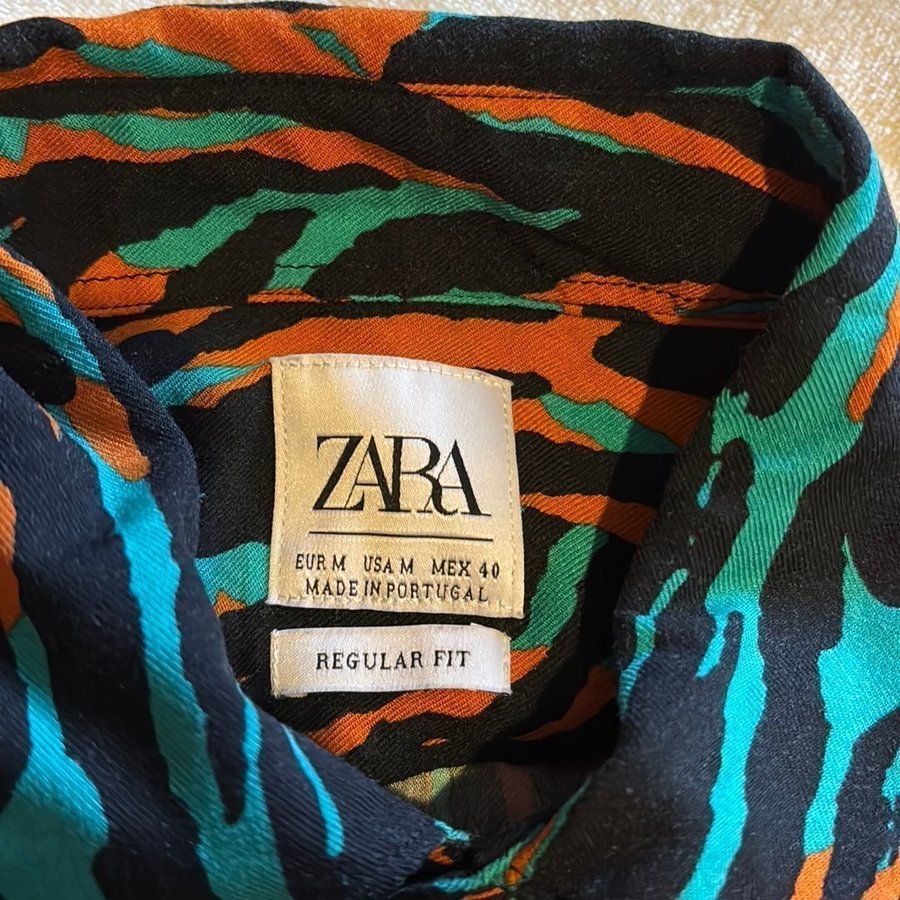 ZARA
EUR M USA M MEX 40
MADE IN PORTUGAL
REGULAR FIT